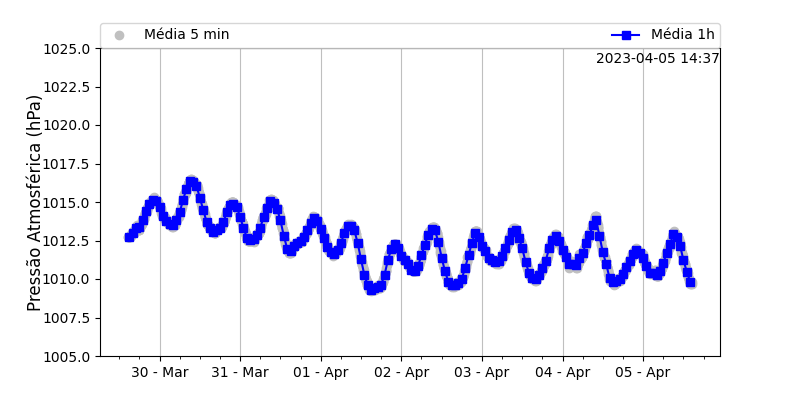 Média 5 min
Média 1h
2023-04-05 14:37
Pressão Atmosférica (hPa)
1025.0
1022.5
1020.0
1017.5
1015.0
1012.5
1010.0
1007.5
1005.0
30 - Mar
31 - Mar
01 - Apr
02 - Apr
03 - Apr
04 - Apr
05 - Apr